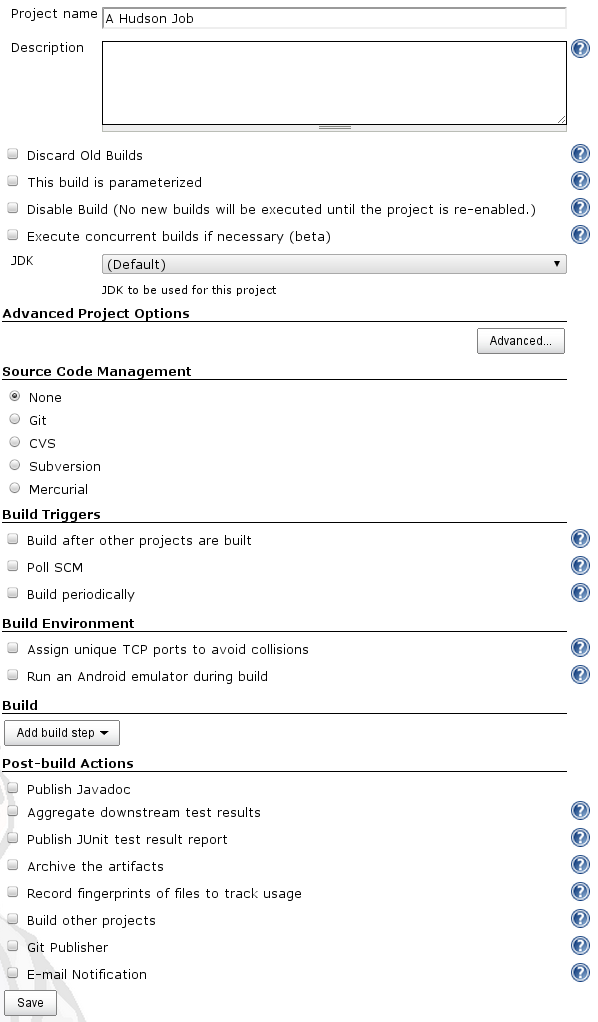 Project name A Hudson Job
Description
Discard Old Builds
This build is parameterized
Disable Build (No new builds will be executed until the project is re-enabled.)
Execute concurrent builds if necessary (beta)
JDK (Default)
JDK to be used for this project
Advanced Project Options
Advanced...
Source Code Management
None
Git
CVS
Subversion
Mercurial
Build Triggers
Build after other projects are built
Poll SCM
Build periodically
Build Environment
Assign unique TCP ports to avoid collisions
Run an Android emulator during build
Build
Add build step
Post-build Actions
Publish Javadoc
Aggregate downstream test results
Publish JUnit test result report
Archive the artifacts
Record fingerprints of files to track usage
Build other projects
Git Publisher
E-mail Notification
Save